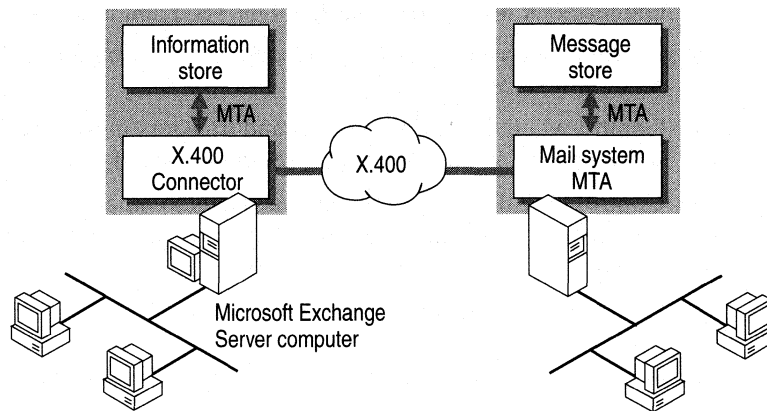 Information
store
MTA
X.400
Connector
X.400
Message
store
MTA
Mail system
MTA
Microsoft Exchange
Server computer